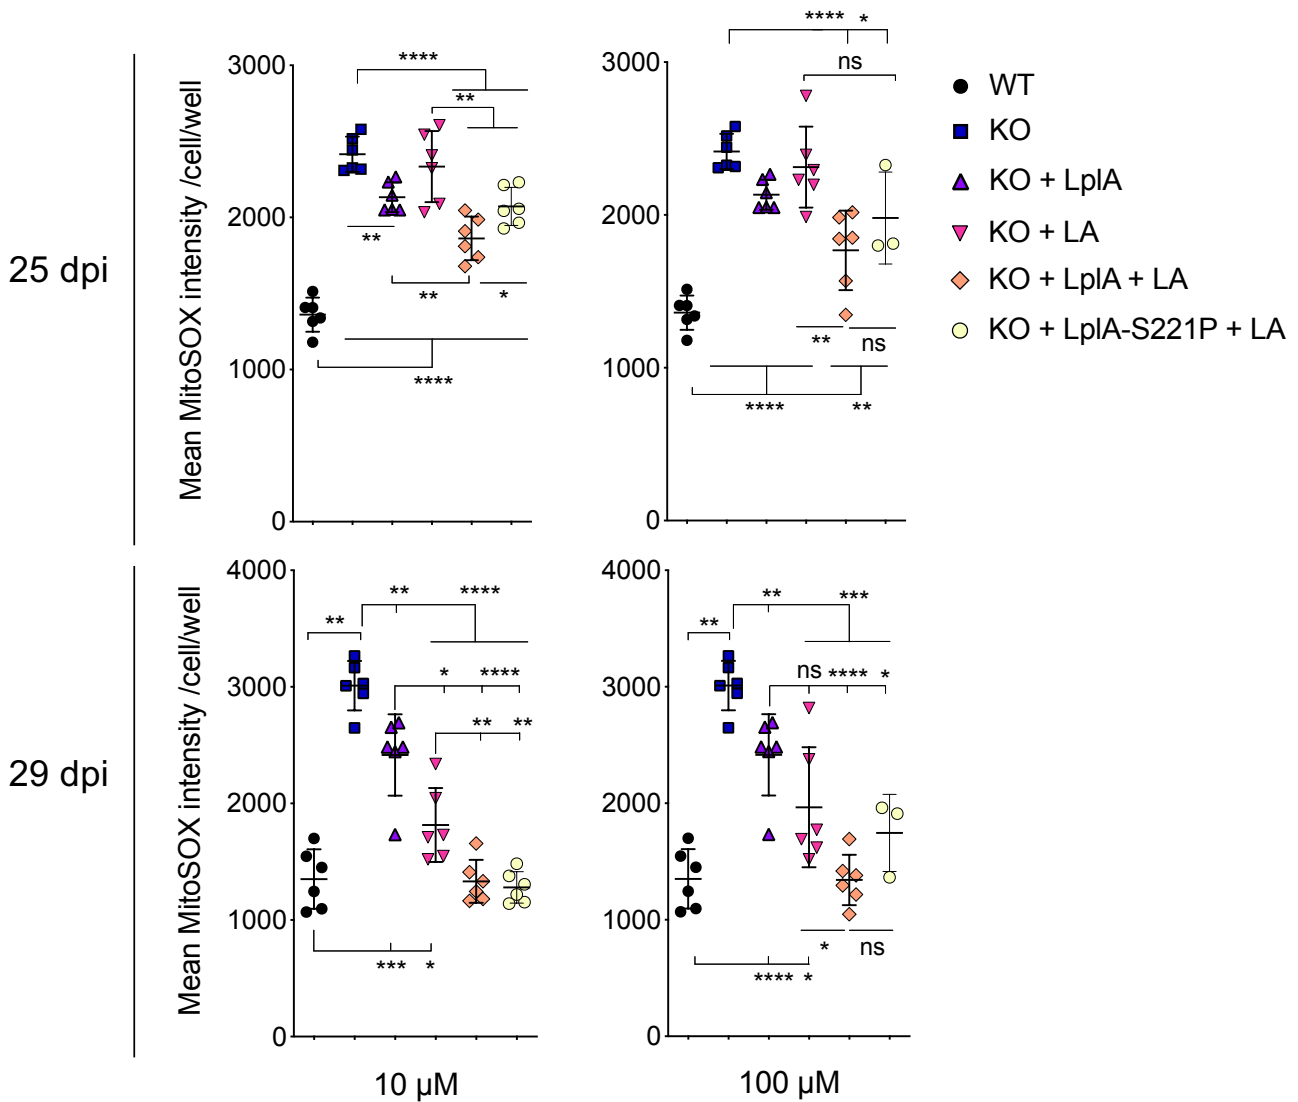 25 dpi
Mean MitoSOX intensity /cell/well
3000
2000
1000
0
****
**
**
**
*
****
3000
2000
1000
0
**** *
ns
**
ns
****
**
WT
KO
KO + LplA
KO + LA
KO + LplA + LA
KO + LplA-S221P + LA
29 dpi
Mean MitoSOX intensity /cell/well
4000
3000
2000
1000
0
** ****
**
* ****
** **
*** *
10 µM
4000
3000
2000
1000
0
** ***
**
ns **** *
* ns
**** *
100 µM